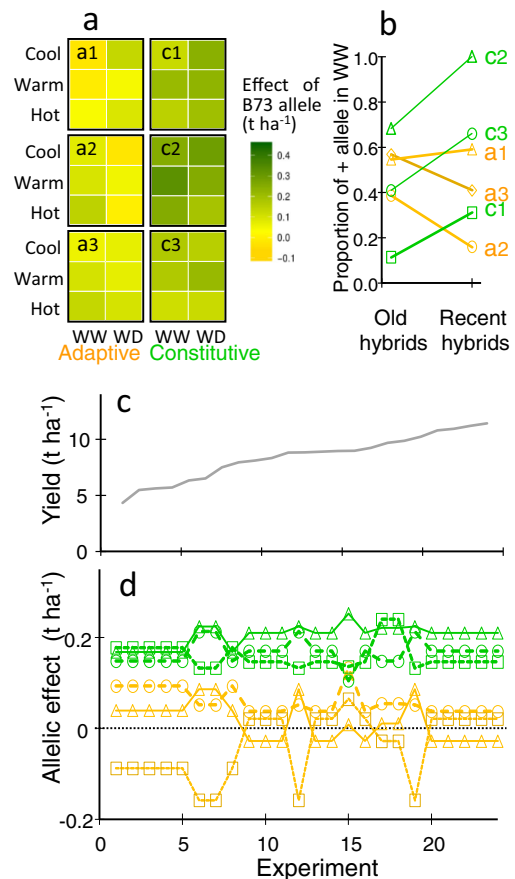 a
b
Cool
Warm
Hot
a1
c1
Cool
Warm
Hot
a2
c2
Cool
Warm
Hot
a3
c3
WW WD WW WD
Adaptive Constitutive
Effect of
B73 allele
(t ha-1)
0.4
0.3
0.2
0.1
0.0
−0.1
Proportion of + allele in WW
1.0
0.8
0.6
0.4
0.2
0.0
c2
c3
a1
a3
c1
a2
Old
hybrids
Recent
hybrids
c
Yield (t ha-1)
10
5
0
d
Allelic effect (t ha-1)
0.2
0
-0.2
0 5 10 15 20
Experiment